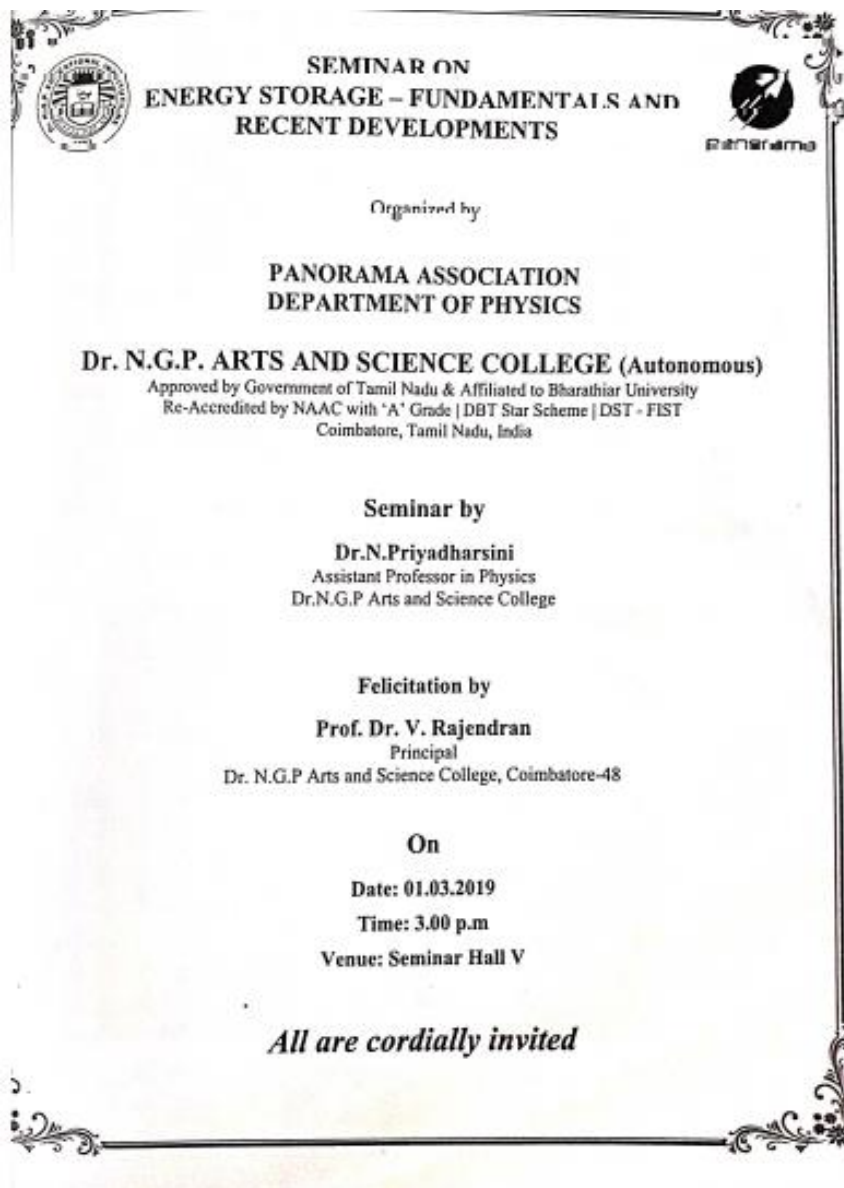 SEMINAR ON
ENERGY STORAGE – FUNDAMENTALS AND
RECENT DEVELOPMENTS
panorama
Organized by
PANORAMA ASSOCIATION
DEPARTMENT OF PHYSICS
Dr. N.G.P. ARTS AND SCIENCE COLLEGE (Autonomous)
Approved by Government of Tamil Nadu & Affiliated to Bharathiar University
Re-Accredited by NAAC with 'A' Grade | DBT Star Scheme | DST - FIST
Coimbatore, Tamil Nadu, India
Seminar by
Dr.N.Priyadharsini
Assistant Professor in Physics
Dr.N.G.P Arts and Science College
Felicitation by
Prof. Dr. V. Rajendran
Principal
Dr. N.G.P Arts and Science College, Coimbatore-48
On
Date: 01.03.2019
Time: 3.00 p.m
Venue: Seminar Hall V
All are cordially invited